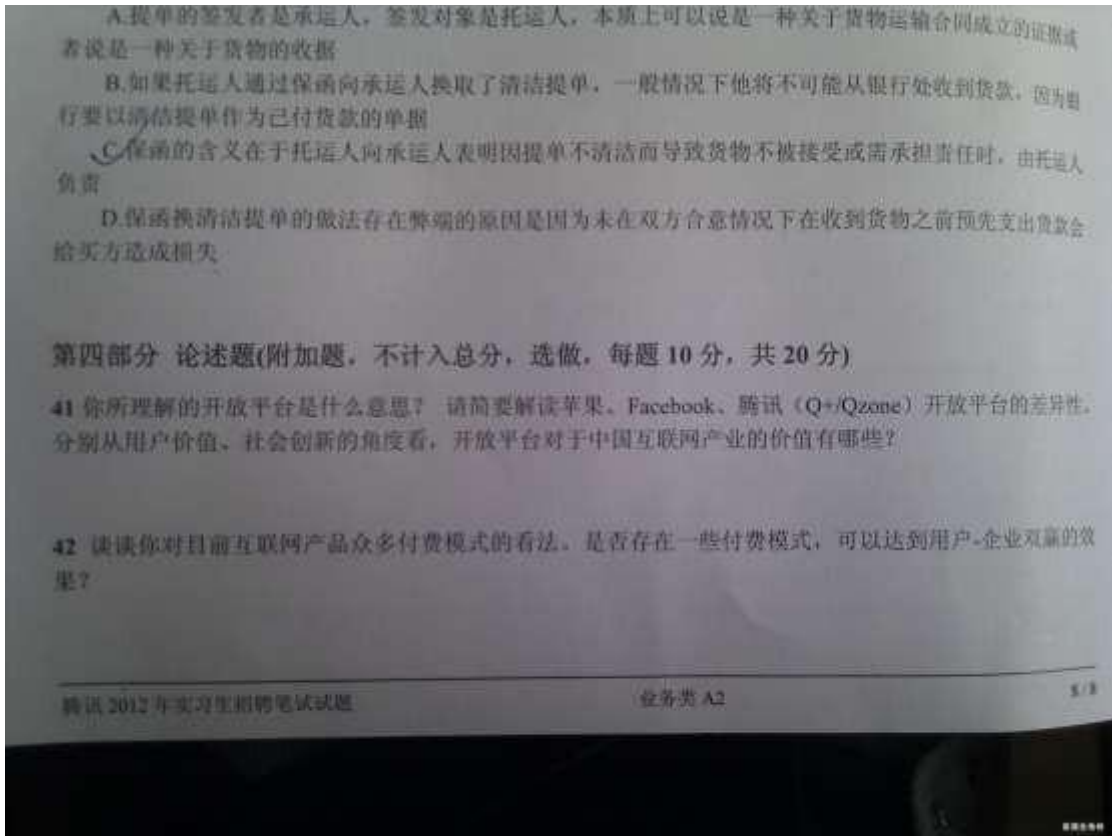 A.提单的签发者是承运人，签发对象是托运人，本质上可以说是一种关于货物运输合同成立的证据或
者说是一种关于货物的收据
B.如果托运人通过保函向承运人换取了清洁提单，一般情况下他将不可能从银行处收到货款，因为银
行要以清洁提单作为已付货款的单据
C.保函的含义在于托运人向承运人表明因提单不清洁而导致货物不被接受或需承担责任时，由托运人
负责
D.保函换清洁提单的做法存在弊端的原因是因为未在双方合意情况下在收到货物之前预先支出货款会
给买方造成损失
第四部分 论述题(附加题，不计入总分，选做，每题 10 分，共 20 分)
41 你所理解的开放平台是什么意思？ 请简要解读苹果、Facebook、腾讯（Q+/Qzone）开放平台的差异性，
分别从用户价值、社会创新的角度看，开放平台对于中国互联网产业的价值有哪些？
42 谈谈你对目前互联网产品众多付费模式的看法。是否存在一些付费模式，可以达到用户-企业双赢的效
果？
腾讯 2012 年实习生招聘笔试试题 业务类 A2 8/8